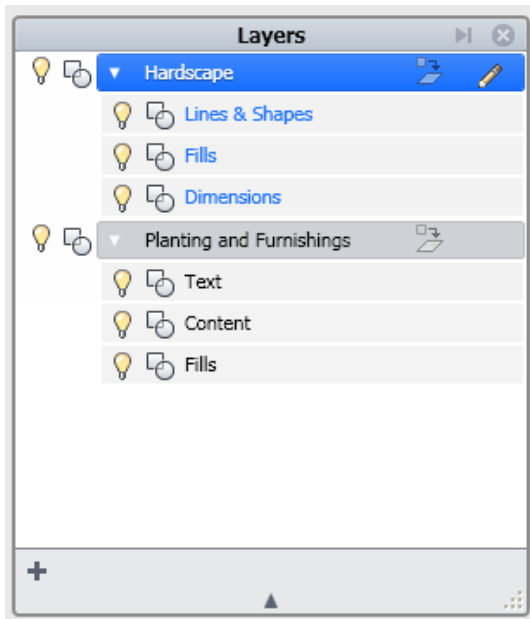 Layers
Hardscape
Lines & Shapes
Fills
Dimensions
Planting and Furnishings
Text
Content
Fills